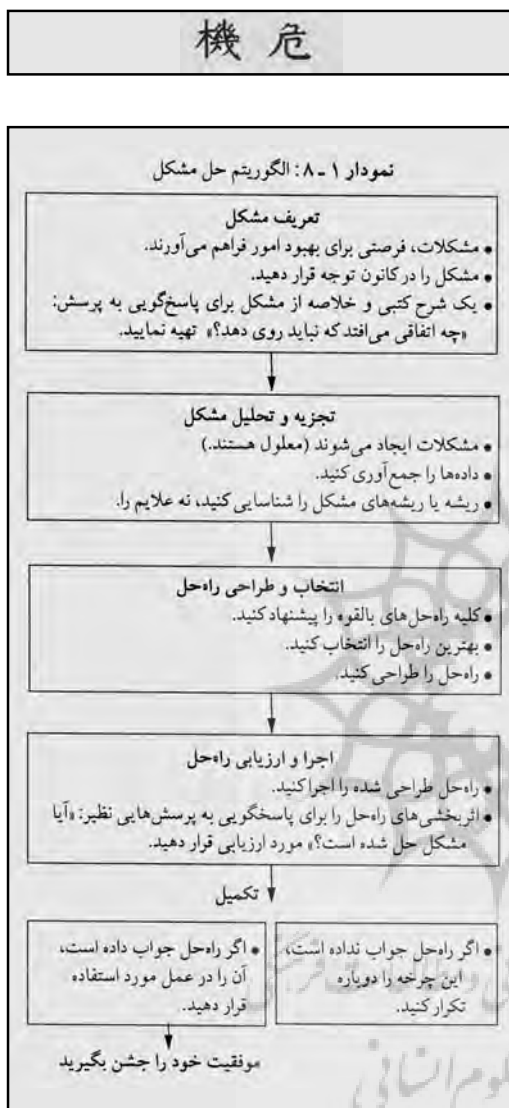 機 危
نمودار ۱ ـ ۸: الگوریتم حل مشکل
تعریف مشکل
• مشکلات، فرصتی برای بهبود امور فراهم می‌آورند.
• مشکل را در کانون توجه قرار دهید.
• یک شرح کتبی و خلاصه از مشکل برای پاسخ‌گویی به پرسش:
«چه اتفاقی می‌افتد که نباید روی دهد؟» تهیه نمایید.
تجزیه و تحلیل مشکل
• مشکلات ایجاد می‌شوند (معلول هستند.)
• داده‌ها را جمع‌آوری کنید.
• ریشه یا ریشه‌های مشکل را شناسایی کنید، نه علایم را.
انتخاب و طراحی راه‌حل
• کلیه راه‌حل‌های بالقوه را پیشنهاد کنید.
• بهترین راه‌حل را انتخاب کنید.
• راه‌حل را طراحی کنید.
اجرا و ارزیابی راه‌حل
• راه‌حل طراحی شده را اجرا کنید.
• اثربخشی‌های راه‌حل را برای پاسخگویی به پرسش‌هایی نظیر: «آیا
مشکل حل شده است؟» مورد ارزیابی قرار دهید.
تکمیل
• اگر راه‌حل جواب نداده است،
این چرخه را دوباره
تکرار کنید.
• اگر راه‌حل جواب داده است،
آن را در عمل مورد استفاده
قرار دهید.
موفقیت خود را جشن بگیرید
علوم انسانی